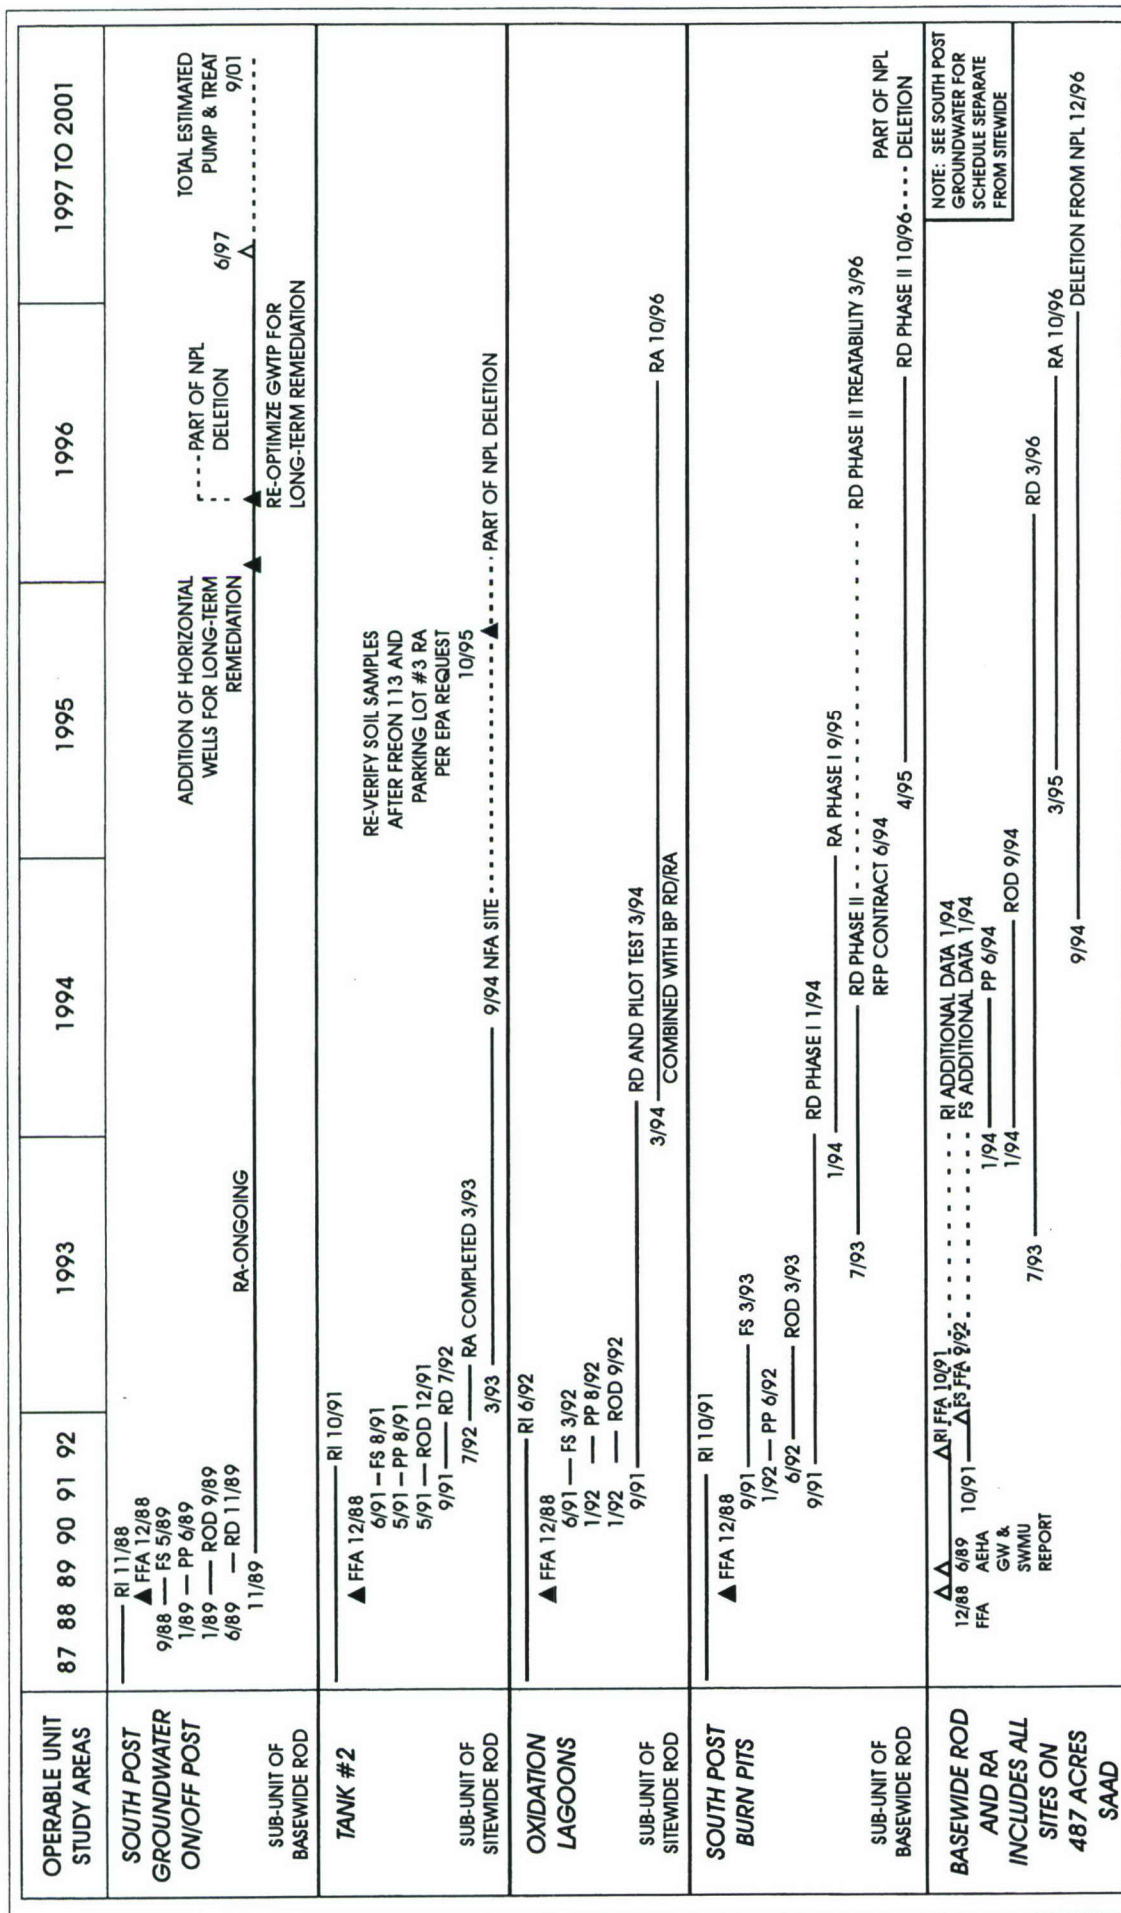 OPERABLE UNIT
STUDY AREAS
87 88 89 90 91 92
1993
1994
1995
1996
1997 TO 2001
SOUTH POST
GROUNDWATER
ON/OFF POST
SUB-UNIT OF
BASEWIDE ROD
RI 11/88
FFA 12/88
9/88 FS 5/89
1/89 PP 6/89
1/89 ROD 9/89
6/89 RD 11/89
11/89
RA-ONGOING
ADDITION OF HORIZONTAL
WELLS FOR LONG-TERM
REMEDIATION
PART OF NPL
DELETION
RE-OPTIMIZE GWTP FOR
LONG-TERM REMEDIATION
6/97
TOTAL ESTIMATED
PUMP & TREAT
9/01
TANK #2
SUB-UNIT OF
SITEWIDE ROD
RI 10/91
FFA 12/88
6/91 FS 8/91
5/91 PP 8/91
5/91 ROD 12/91
9/91 RD 7/92
7/92 RA COMPLETED 3/93
3/93 9/94 NFA SITE
RE-VERIFY SOIL SAMPLES
AFTER FREON 113 AND
PARKING LOT #3 RA
PER EPA REQUEST
10/95
PART OF NPL DELETION
OXIDATION
LAGOONS
SUB-UNIT OF
SITEWIDE ROD
RI 6/92
FFA 12/88
6/91 FS 3/92
1/92 PP 8/92
1/92 ROD 9/92
9/91 RD AND PILOT TEST 3/94
3/94 RA 10/96
COMBINED WITH BP RD/RA
SOUTH POST
BURN PITS
SUB-UNIT OF
BASEWIDE ROD
RI 10/91
FFA 12/88
9/91 FS 3/93
1/92 PP 6/92
6/92 ROD 3/93
9/91 RD PHASE I 1/94
1/94 RA PHASE I 9/95
7/93 RD PHASE II RD PHASE II TREATABILITY 3/96
RFP CONTRACT 6/94
4/95 RD PHASE II 10/96
PART OF NPL
DELETION
BASEWIDE ROD
AND RA
INCLUDES ALL
SITES ON
487 ACRES
SAAD
12/88 6/89
FFA AEHA
GW &
SWMU
REPORT
RI FFA 10/91
RI ADDITIONAL DATA 1/94
10/91 FS FFA 9/92
FS ADDITIONAL DATA 1/94
1/94 PP 6/94
1/94 ROD 9/94
7/93 RD 3/96
3/95 RA 10/96
9/94 DELETION FROM NPL 12/96
NOTE: SEE SOUTH POST
GROUNDWATER FOR
SCHEDULE SEPARATE
FROM SITEWIDE